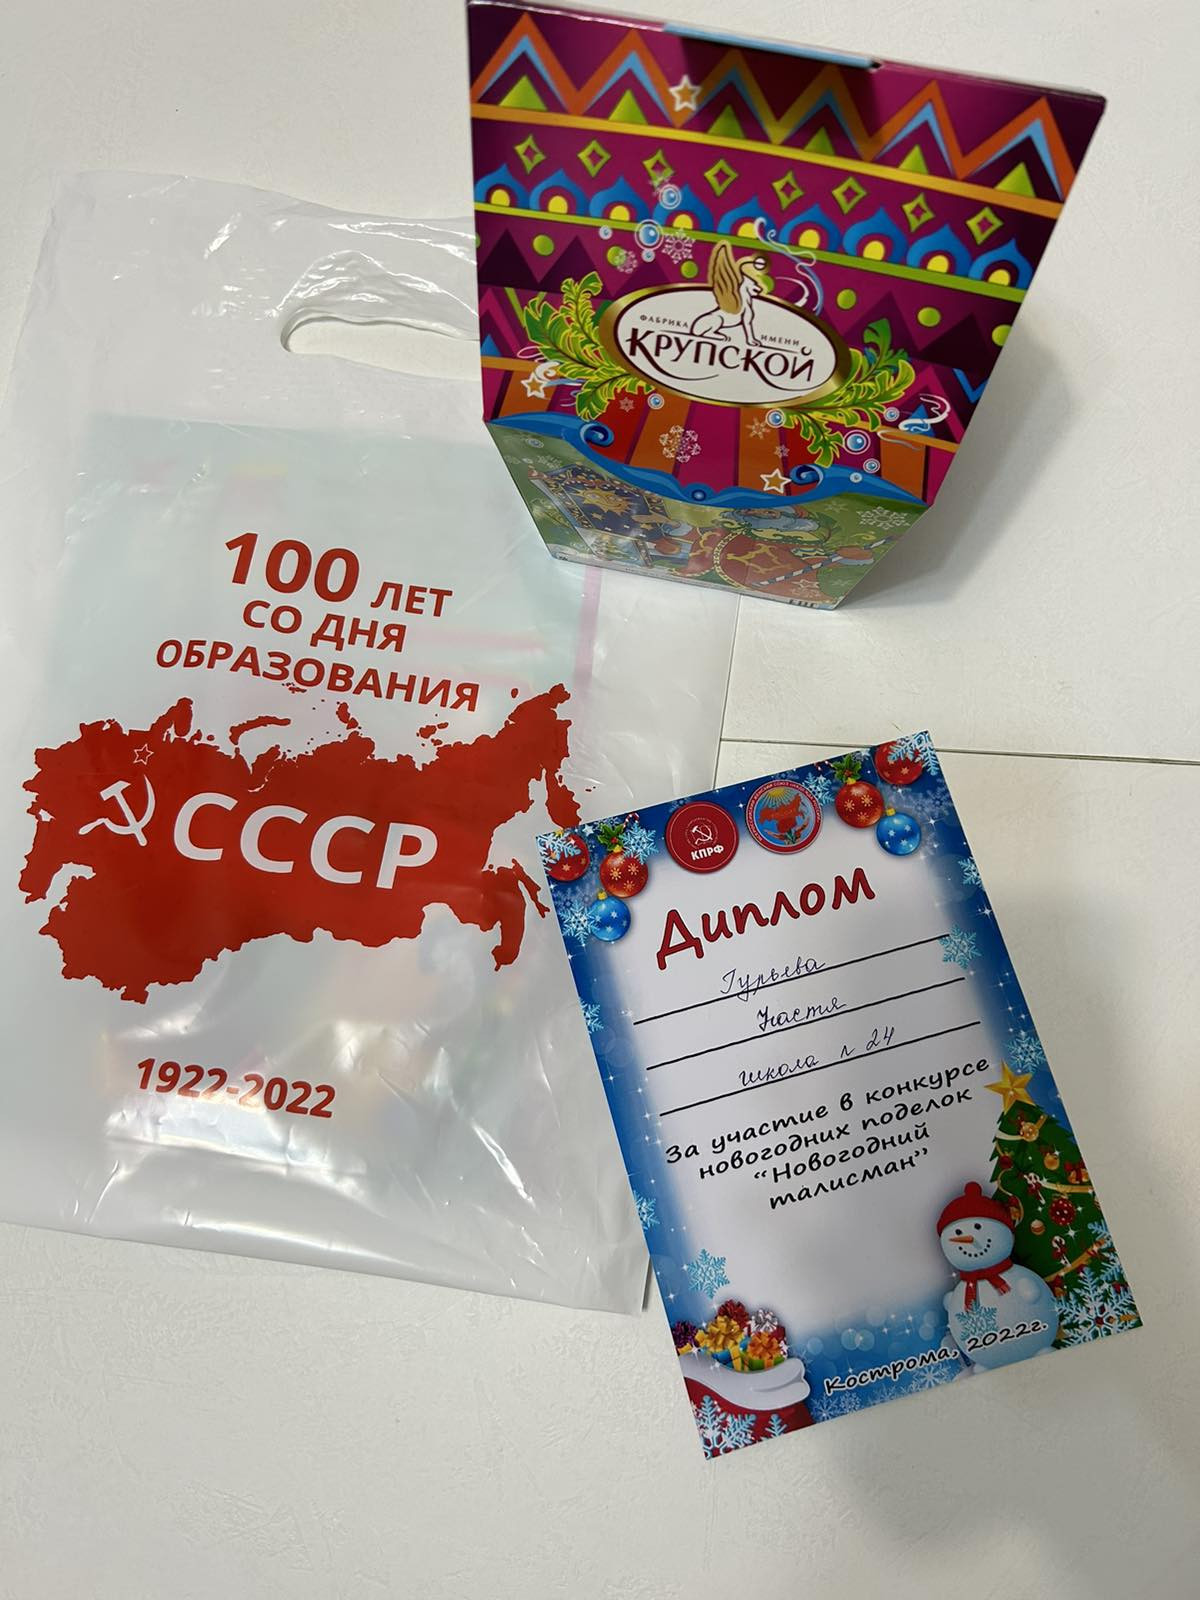 ФАБРИКА ИМЕНИ
КРУПСКОЙ
100 ЛЕТ
СО ДНЯ
ОБРАЗОВАНИЯ
СССР
1922-2022
КПРФ
Диплом
Гурьева
Настя
школа л 24
За участие в конкурсе
новогодних поделок
“Новогодний
талисман”
Кострома, 2022г.